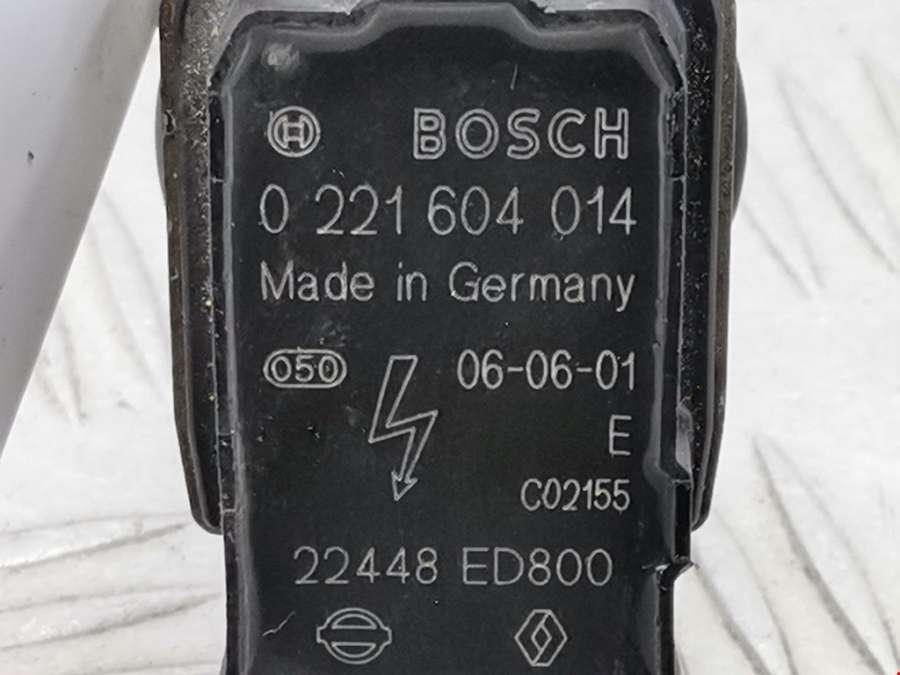 BOSCH
0 221 604 014
Made in Germany
050 06-06-01
E
C02155
22448 ED800